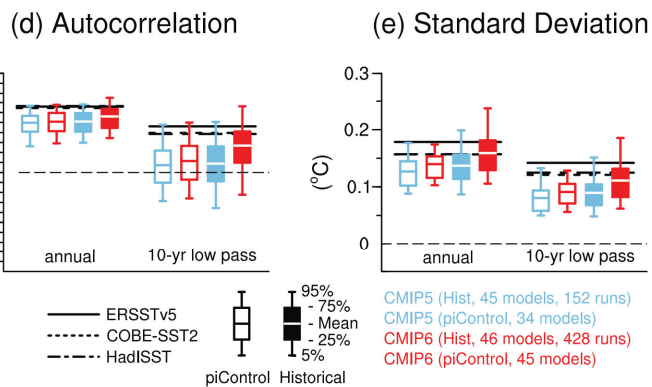 (d) Autocorrelation
annual
10-yr low pass
(e) Standard Deviation
0.3
0.2
0.1
0
(°C)
annual
10-yr low pass
ERSSTv5
COBE-SST2
HadISST
piControl
Historical
95%
- 75%
- Mean
- 25%
5%
CMIP5 (Hist, 45 models, 152 runs)
CMIP5 (piControl, 34 models)
CMIP6 (Hist, 46 models, 428 runs)
CMIP6 (piControl, 45 models)